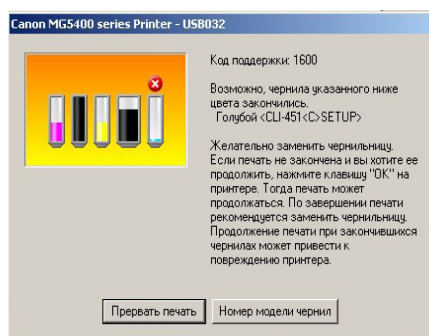 Canon MG5400 series Printer - USB032
Код поддержки: 1600
Возможно, чернила указанного ниже
цвета закончились.
Голубой <CLI-451<C>SETUP>
Желательно заменить чернильницу.
Если печать не закончена и вы хотите ее
продолжить, нажмите клавишу "ОК" на
принтере. Тогда печать может
продолжаться. По завершении печати
рекомендуется заменить чернильницу.
Продолжение печати при закончившихся
чернилах может привести к
повреждению принтера.
Прервать печать
Номер модели чернил